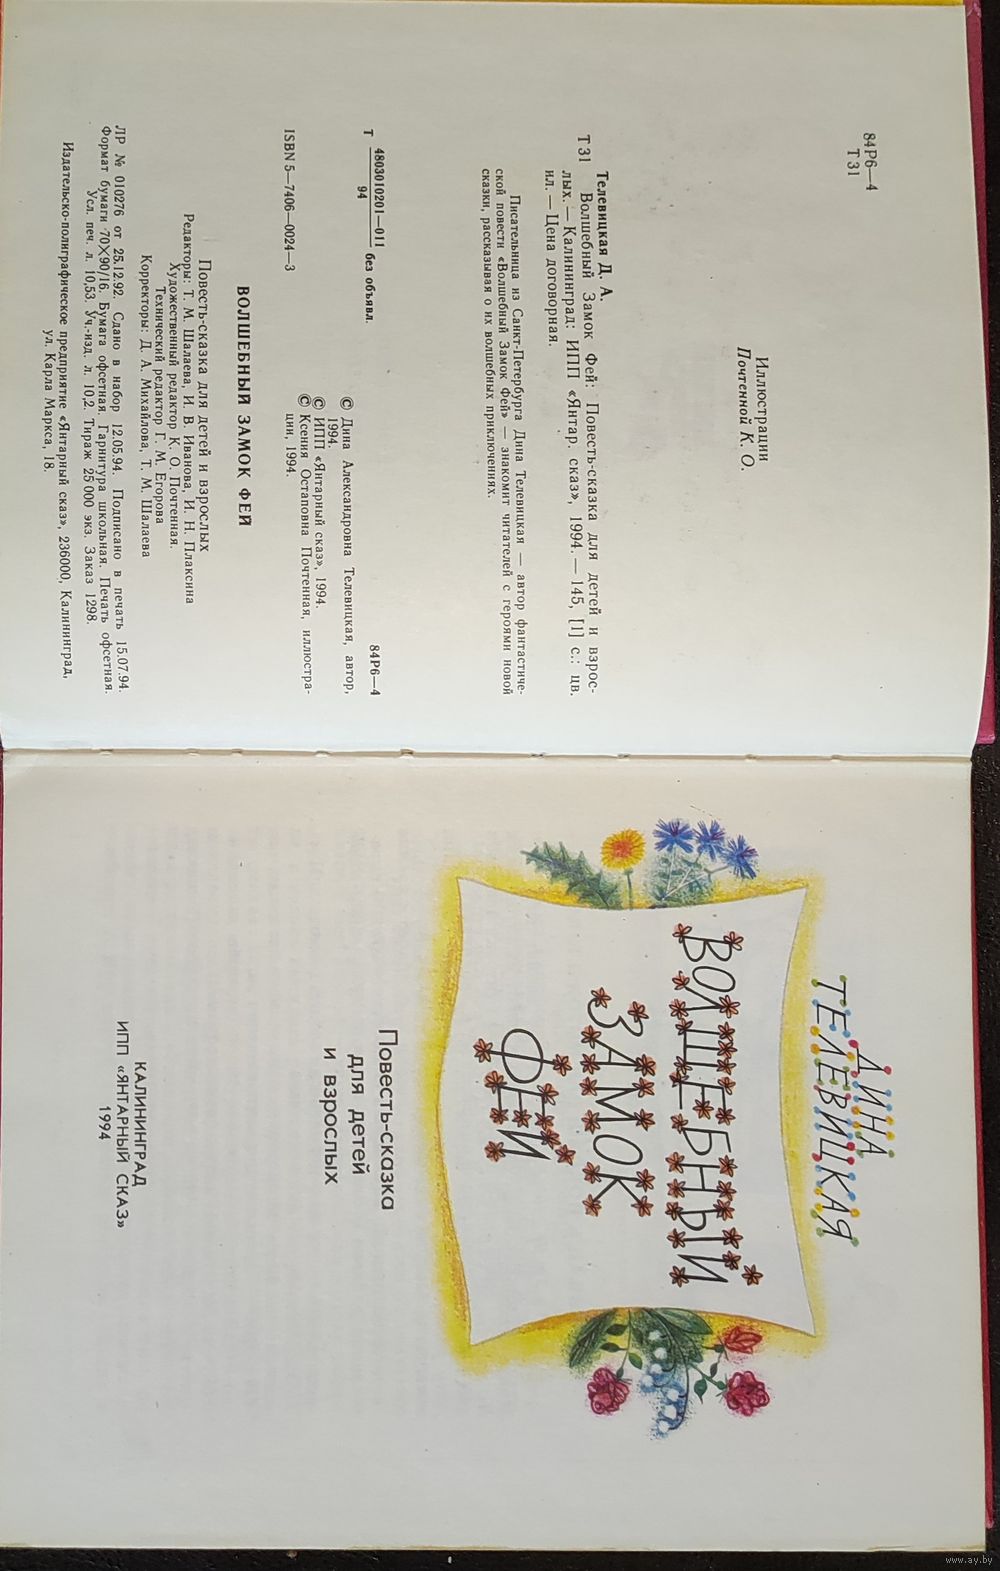 84Р6—4
Т 31
Иллюстрации
Почтенной К. О.
Телевицкая Д. А.
Т 31 Волшебный Замок Фей: Повесть-сказка для детей и взрос-
лых. — Калининград: ИПП «Янтар. сказ», 1994. — 145, [1] с.: цв.
ил. — Цена договорная.
Писательница из Санкт-Петербурга Дина Телевицкая — автор фантастиче-
ской повести «Волшебный Замок Фей» — знакомит читателей с героями новой
сказки, рассказывая о их волшебных приключениях.
84Р6—4
Т 4803010201—011 без объявл.
94
© Дина Александровна Телевицкая, автор,
1994.
© ИПП «Янтарный сказ», 1994.
© Ксения Остаповна Почтенная, иллюстра-
ции, 1994.
ISBN 5—7406—0024—3
ВОЛШЕБНЫЙ ЗАМОК ФЕЙ
Повесть-сказка для детей и взрослых
Редакторы: Т. М. Шалаева, И. В. Иванова, И. Н. Плаксина
Художественный редактор К. О. Почтенная.
Технический редактор Г. М. Егорова
Корректоры: Д. А. Михайлова, Т. М. Шалаева
ЛР № 010276 от 25.12.92. Сдано в набор 12.05.94. Подписано в печать 15.07.94.
Формат бумаги 70×90/16. Бумага офсетная. Гарнитура школьная. Печать офсетная.
Усл. печ. л. 10,53. Уч.-изд. л. 10,2. Тираж 25 000 экз. Заказ 1298.
Издательско-полиграфическое предприятие «Янтарный сказ», 236000, Калининград,
ул. Карла Маркса, 18.
ДИНА
ТЕЛЕВИЦКАЯ
ВОЛШЕБНЫЙ
ЗАМОК
ФЕЙ
Повесть-сказка
для детей
и взрослых
КАЛИНИНГРАД
ИПП «ЯНТАРНЫЙ СКАЗ»
1994
www.ay.by